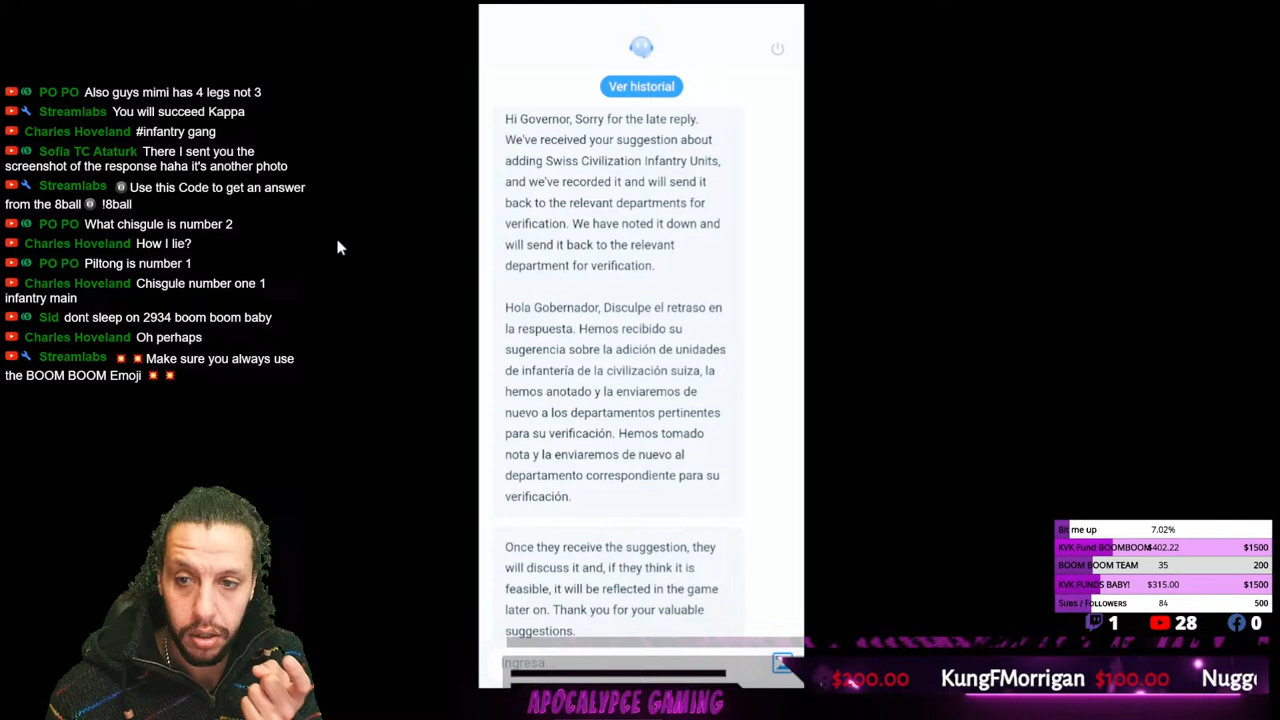 PO PO Also guys mimi has 4 legs not 3
Streamlabs You will succeed Kappa
Charles Hoveland #infantry gang
Sofia TC Ataturk There I sent you the
screenshot of the response haha it's another photo
Streamlabs Use this Code to get an answer
from the 8ball !8ball
PO PO What chisgule is number 2
Charles Hoveland How I lie?
PO PO Piltong is number 1
Charles Hoveland Chisgule number one 1
infantry main
Sid dont sleep on 2934 boom boom baby
Charles Hoveland Oh perhaps
Streamlabs Make sure you always use
the BOOM BOOM Emoji
Ver historial
Hi Governor, Sorry for the late reply.
We've received your suggestion about
adding Swiss Civilization Infantry Units,
and we've recorded it and will send it
back to the relevant departments for
verification. We have noted it down and
will send it back to the relevant
department for verification.
Hola Gobernador, Disculpe el retraso en
la respuesta. Hemos recibido su
sugerencia sobre la adición de unidades
de infantería de la civilización suiza, la
hemos anotado y la enviaremos de
nuevo a los departamentos pertinentes
para su verificación. Hemos tomado
nota y la enviaremos de nuevo al
departamento correspondiente para su
verificación.
Once they receive the suggestion, they
will discuss it and, if they think it is
feasible, it will be reflected in the game
later on. Thank you for your valuable
suggestions.
Ingresa...
Bit me up 7.02%
KVK Fund BOOMBOOM $402.22 $1500
BOOM BOOM TEAM 35 200
KVK FUNDS BABY! $315.00 $1500
Subs / Followers 84 500
1 28 0
APOCALYPCE GAMING
$200.00 KungFMorrigan $100.00 Nugg